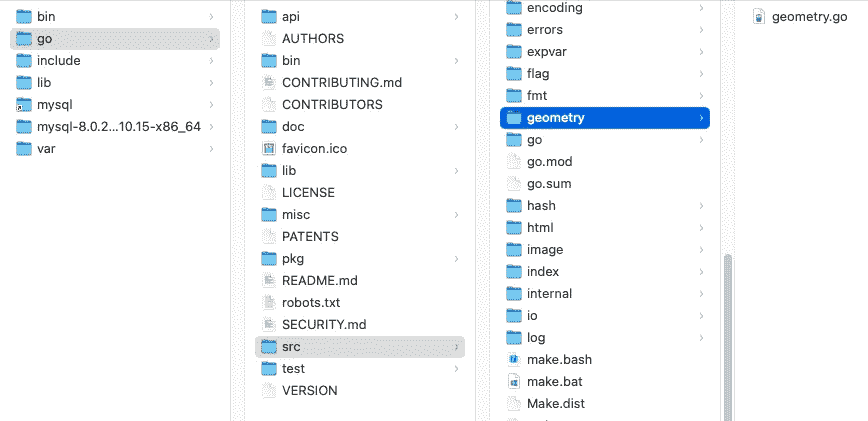 bin
go
include
lib
mysql
mysql-8.0.2...10.15-x86_64
var
api
AUTHORS
bin
CONTRIBUTING.md
CONTRIBUTORS
doc
favicon.ico
lib
LICENSE
misc
PATENTS
pkg
README.md
robots.txt
SECURITY.md
src
test
VERSION
encoding
errors
expvar
flag
fmt
geometry
go
go.mod
go.sum
hash
html
image
index
internal
io
log
make.bash
make.bat
Make.dist
geometry.go